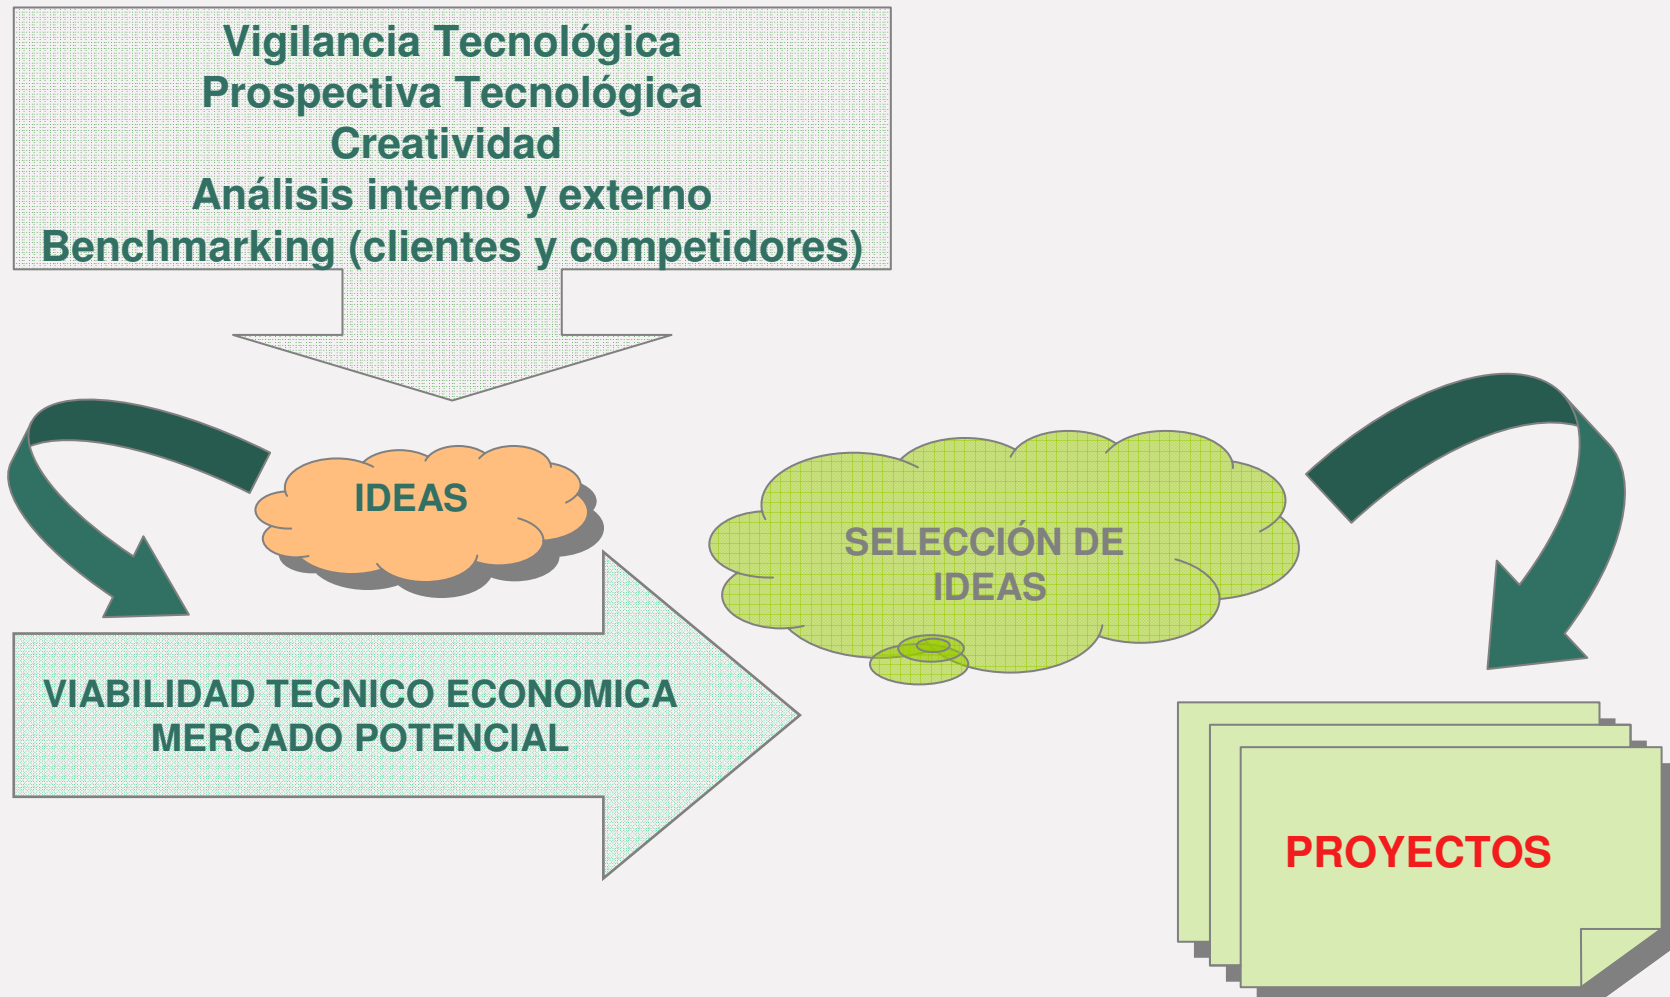 Vigilancia Tecnológica
Prospectiva Tecnológica
Creatividad
Análisis interno y externo
Benchmarking (clientes y competidores)
IDEAS
SELECCIÓN DE
IDEAS
VIABILIDAD TECNICO ECONOMICA
MERCADO POTENCIAL
PROYECTOS